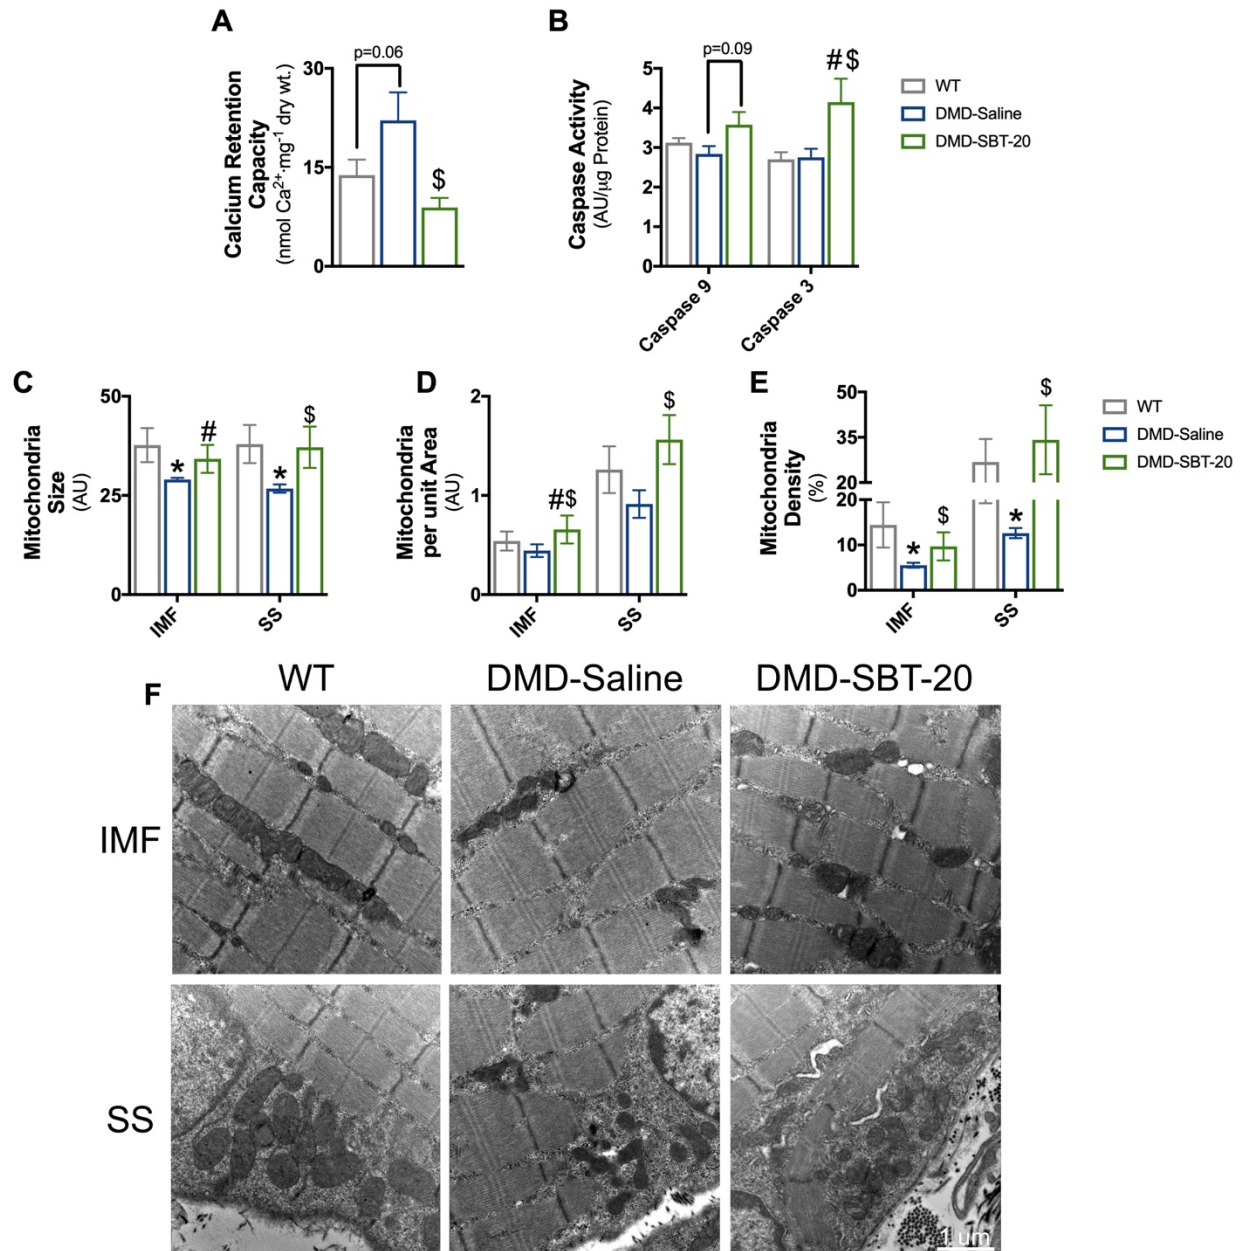 A
p=0.06
Calcium Retention
Capacity
(nmol Ca²⁺·mg⁻¹ dry wt.)
30
15
0
$
B
p=0.09
#$
Caspase Activity
(AU/µg Protein)
5
4
3
2
1
0
Caspase 9
Caspase 3
WT
DMD-Saline
DMD-SBT-20
C
Mitochondria
Size
(AU)
50
25
0
*
#
*
$
IMF
SS
D
Mitochondria
per unit Area
(AU)
2
1
0
#$
$
IMF
SS
E
Mitochondria
Density
(%)
50
35
20
20
10
0
*
$
*
$
IMF
SS
WT
DMD-Saline
DMD-SBT-20
F
WT
DMD-Saline
DMD-SBT-20
IMF
SS
1 um